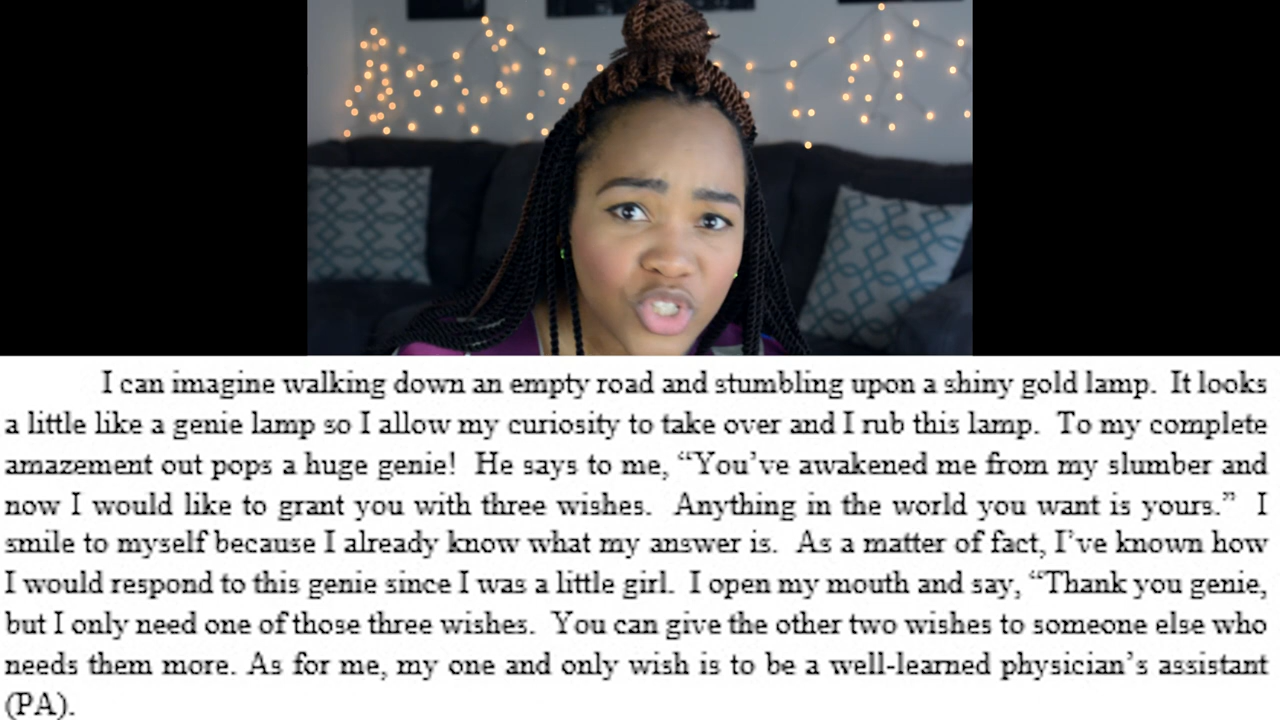 I can imagine walking down an empty road and stumbling upon a shiny gold lamp. It looks
a little like a genie lamp so I allow my curiosity to take over and I rub this lamp. To my complete
amazement out pops a huge genie! He says to me, “You’ve awakened me from my slumber and
now I would like to grant you with three wishes. Anything in the world you want is yours.” I
smile to myself because I already know what my answer is. As a matter of fact, I’ve known how
I would respond to this genie since I was a little girl. I open my mouth and say, “Thank you genie,
but I only need one of those three wishes. You can give the other two wishes to someone else who
needs them more. As for me, my one and only wish is to be a well-learned physician’s assistant
(PA).